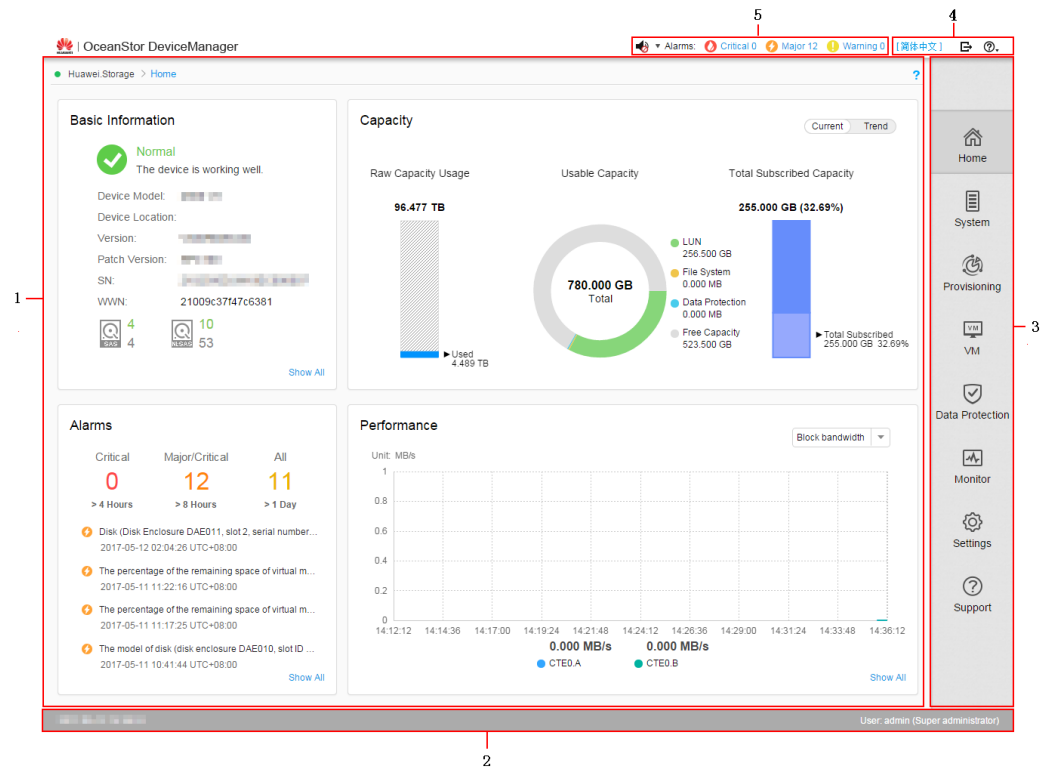 5
4
OceanStor DeviceManager
Alarms: Critical 0 Major 12 Warning 0 [简体中文]
Huawei.Storage > Home
?
Basic Information
Normal
The device is working well.
Device Model:
Device Location:
Version:
Patch Version:
SN:
WWN: 21009c37f47c6381
4
SAS 4
10
NLSAS 53
Show All
Capacity
Current Trend
Raw Capacity Usage
96.477 TB
Used
4.489 TB
Usable Capacity
780.000 GB
Total
LUN
256.500 GB
File System
0.000 MB
Data Protection
0.000 MB
Free Capacity
523.500 GB
Total Subscribed Capacity
255.000 GB (32.69%)
Total Subscribed
255.000 GB 32.69%
1
Alarms
Critical Major/Critical All
0 12 11
> 4 Hours > 8 Hours > 1 Day
Disk (Disk Enclosure DAE011, slot 2, serial number...
2017-05-12 02:04:26 UTC+08:00
The percentage of the remaining space of virtual m...
2017-05-11 11:22:16 UTC+08:00
The percentage of the remaining space of virtual m...
2017-05-11 11:17:25 UTC+08:00
The model of disk (disk enclosure DAE010, slot ID ...
2017-05-11 10:41:44 UTC+08:00
Show All
Performance
Block bandwidth
Unit: MB/s
1
0.8
0.6
0.4
0.2
0
14:12:12 14:14:36 14:17:00 14:19:24 14:21:48 14:24:12 14:26:36 14:29:00 14:31:24 14:33:48 14:36:12
0.000 MB/s 0.000 MB/s
CTE0.A CTE0.B
Show All
Home
System
Provisioning
VM
VM
Data Protection
Monitor
Settings
Support
3
User: admin (Super administrator)
2